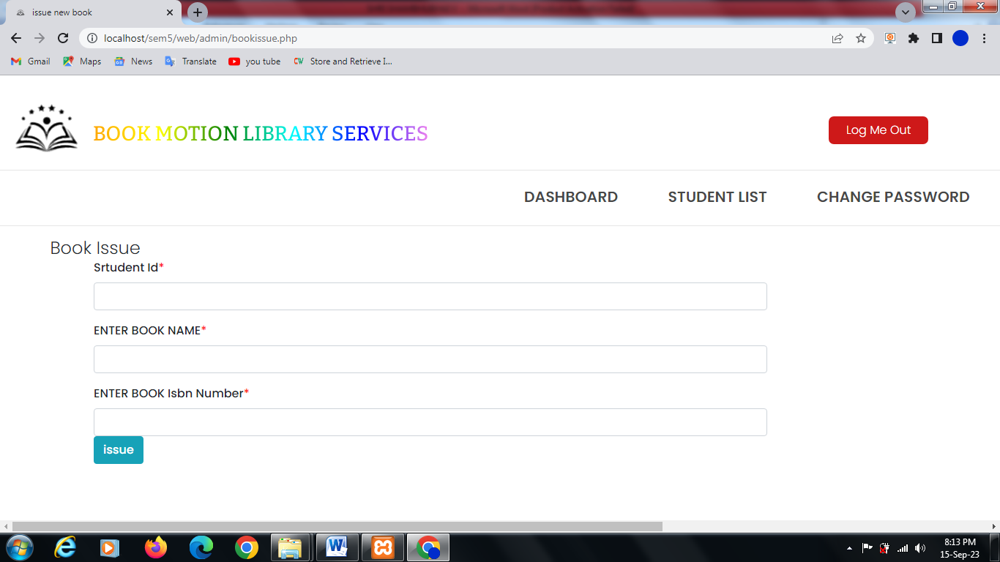 issue new book
localhost/sem5/web/admin/bookissue.php
Gmail Maps News Translate you tube Store and Retrieve I...
BOOK MOTION LIBRARY SERVICES
Log Me Out
DASHBOARD STUDENT LIST CHANGE PASSWORD
Book Issue
Srtudent Id*
ENTER BOOK NAME*
ENTER BOOK Isbn Number*
issue
8:13 PM
15-Sep-23